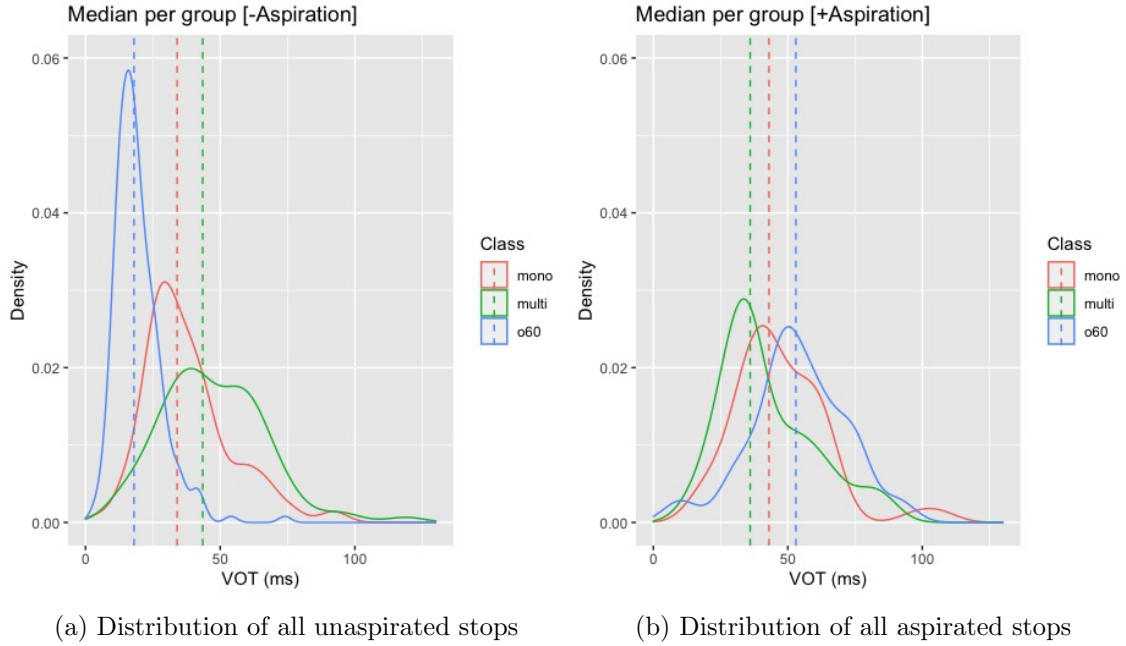 Median per group [-Aspiration]
0.06
0.04
0.02
0.00
Density
0
50
100
VOT (ms)
Class
mono
multi
o60
(a) Distribution of all unaspirated stops
Median per group [+Aspiration]
0.06
0.04
0.02
0.00
Density
0
50
100
VOT (ms)
Class
mono
multi
o60
(b) Distribution of all aspirated stops